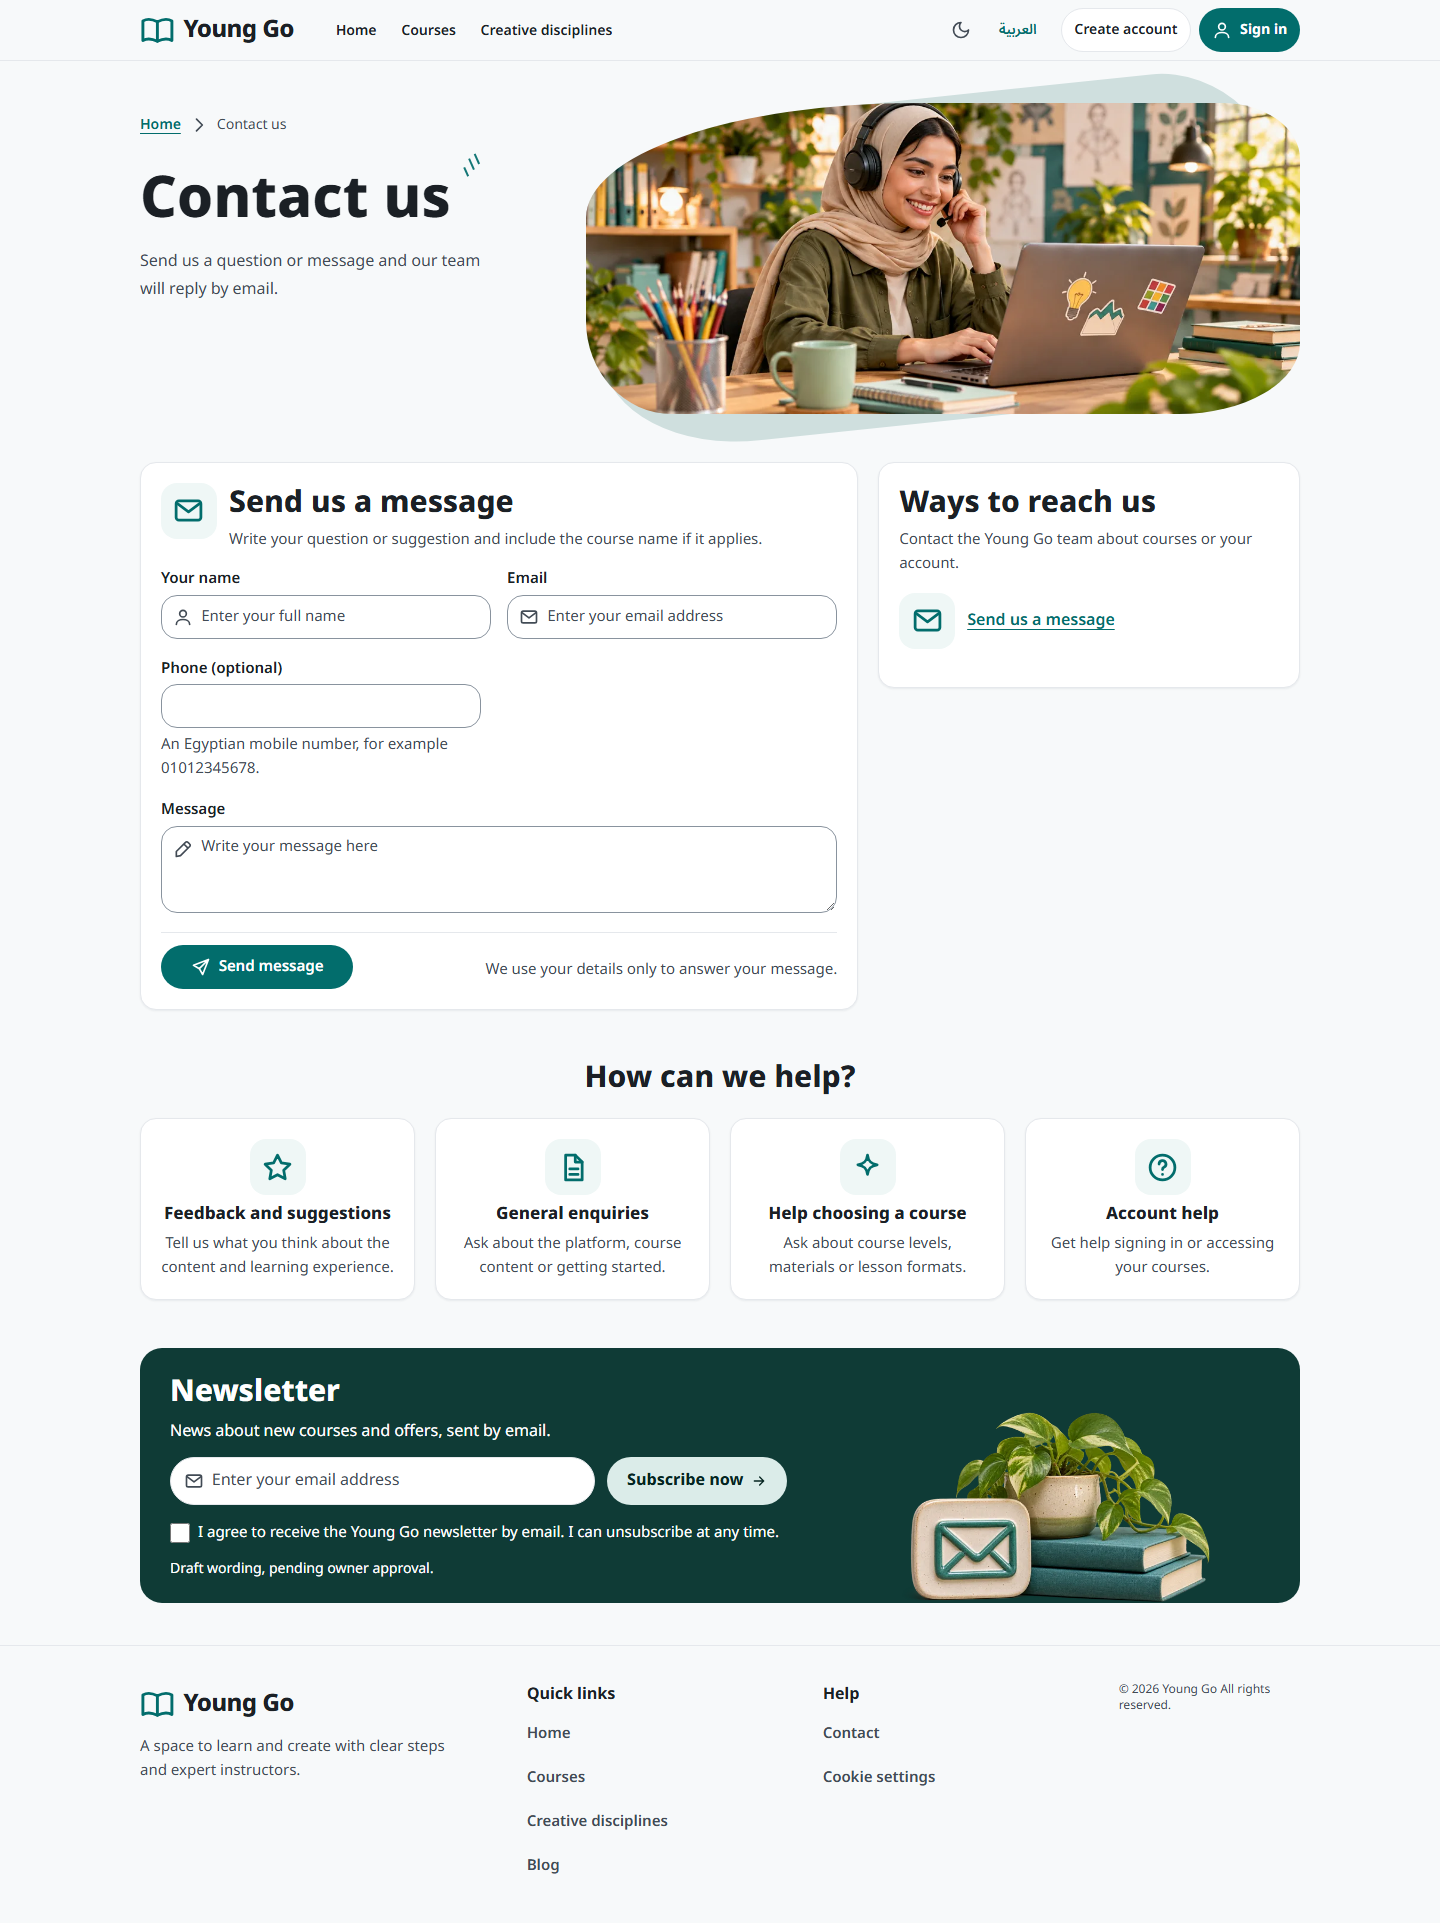 Young Go
Home
Courses
Creative disciplines
العربية
Create account
Sign in
Home
Contact us
Contact us
Send us a question or message and our team
will reply by email.
Send us a message
Write your question or suggestion and include the course name if it applies.
Your name
Email
Enter your full name
Enter your email address
Phone (optional)
An Egyptian mobile number, for example
01012345678.
Message
Write your message here
Send message
We use your details only to answer your message.
Ways to reach us
Contact the Young Go team about courses or your
account.
Send us a message
How can we help?
Feedback and suggestions
Tell us what you think about the
content and learning experience.
General enquiries
Ask about the platform, course
content or getting started.
Help choosing a course
Ask about course levels,
materials or lesson formats.
Account help
Get help signing in or accessing
your courses.
Newsletter
News about new courses and offers, sent by email.
Enter your email address
Subscribe now
I agree to receive the Young Go newsletter by email. I can unsubscribe at any time.
Draft wording, pending owner approval.
Young Go
A space to learn and create with clear steps
and expert instructors.
Quick links
Home
Courses
Creative disciplines
Blog
Help
Contact
Cookie settings
© 2026 Young Go All rights
reserved.